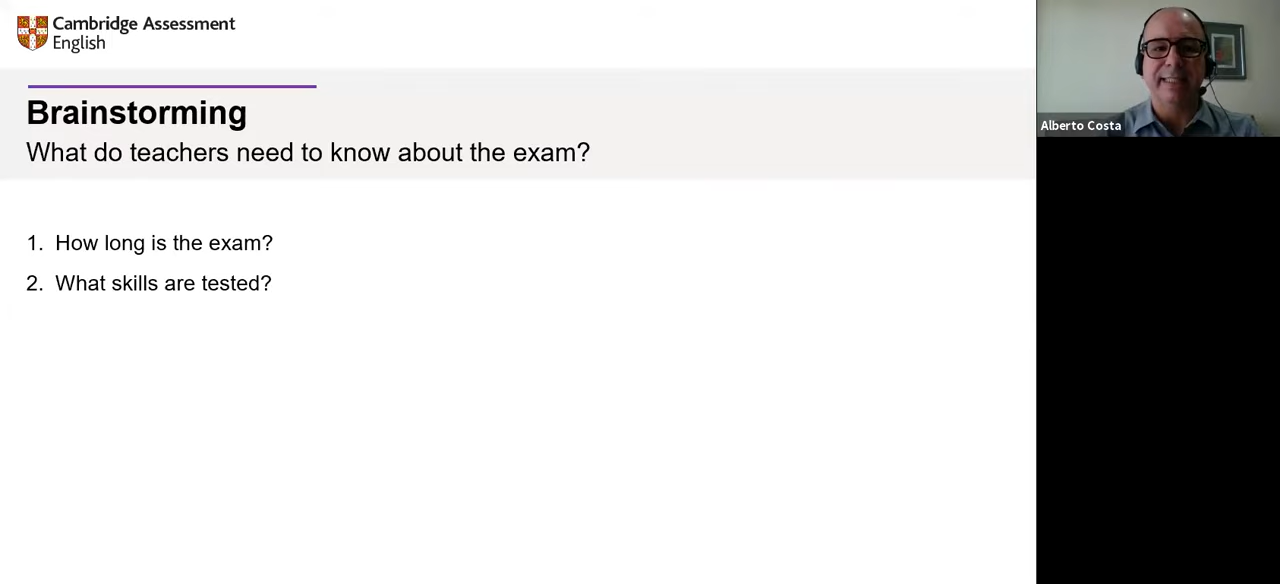 Cambridge Assessment
English
Brainstorming
What do teachers need to know about the exam?
1. How long is the exam?
2. What skills are tested?
Alberto Costa